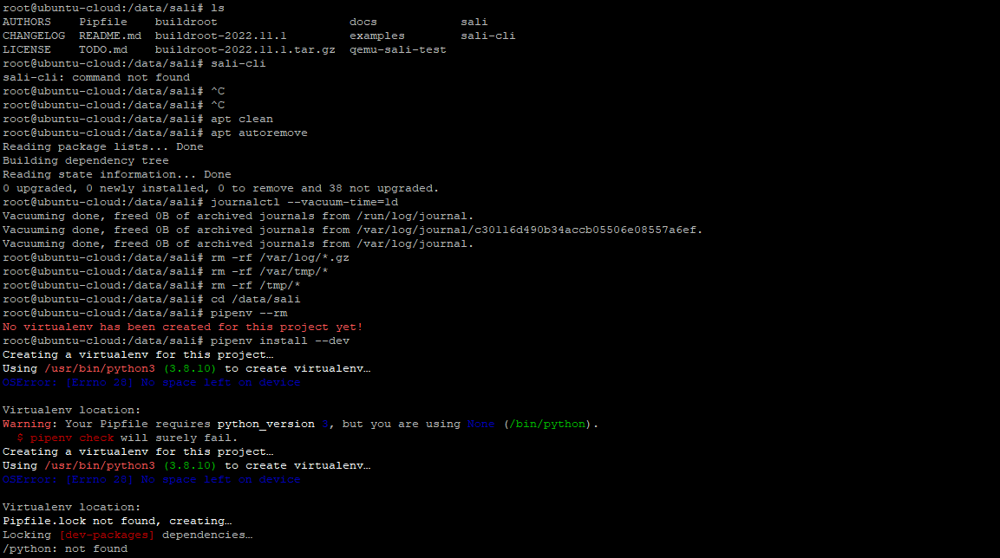 root@ubuntu-cloud:/data/sali# ls
AUTHORS    Pipfile    buildroot                   docs            sali
CHANGELOG  README.md  buildroot-2022.11.1         examples        sali-cli
LICENSE    TODO.md    buildroot-2022.11.1.tar.gz  qemu-sali-test
root@ubuntu-cloud:/data/sali# sali-cli
sali-cli: command not found
root@ubuntu-cloud:/data/sali# ^C
root@ubuntu-cloud:/data/sali# ^C
root@ubuntu-cloud:/data/sali# apt clean
root@ubuntu-cloud:/data/sali# apt autoremove
Reading package lists... Done
Building dependency tree
Reading state information... Done
0 upgraded, 0 newly installed, 0 to remove and 38 not upgraded.
root@ubuntu-cloud:/data/sali# journalctl --vacuum-time=1d
Vacuuming done, freed 0B of archived journals from /run/log/journal.
Vacuuming done, freed 0B of archived journals from /var/log/journal/c30116d490b34accb05506e08557a6ef.
Vacuuming done, freed 0B of archived journals from /var/log/journal.
root@ubuntu-cloud:/data/sali# rm -rf /var/log/*.gz
root@ubuntu-cloud:/data/sali# rm -rf /var/tmp/*
root@ubuntu-cloud:/data/sali# rm -rf /tmp/*
root@ubuntu-cloud:/data/sali# cd /data/sali
root@ubuntu-cloud:/data/sali# pipenv --rm
No virtualenv has been created for this project yet!
root@ubuntu-cloud:/data/sali# pipenv install --dev
Creating a virtualenv for this project…
Using /usr/bin/python3 (3.8.10) to create virtualenv…
OSError: [Errno 28] No space left on device

Virtualenv location:
Warning: Your Pipfile requires python_version 3, but you are using None (/bin/python).
  $ pipenv check will surely fail.
Creating a virtualenv for this project…
Using /usr/bin/python3 (3.8.10) to create virtualenv…
OSError: [Errno 28] No space left on device

Virtualenv location:
Pipfile.lock not found, creating…
Locking [dev-packages] dependencies…
/python: not found